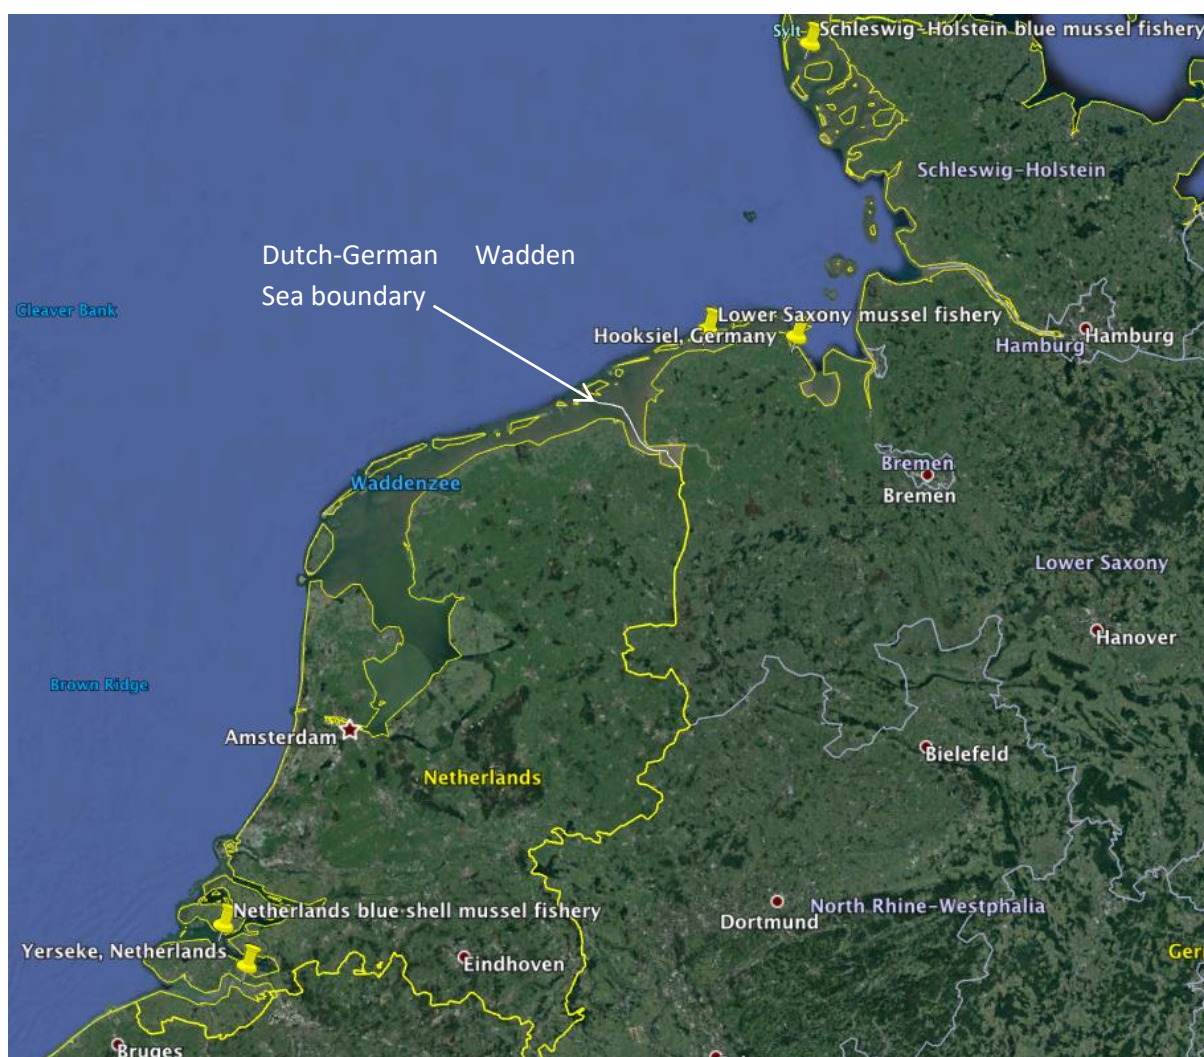 Sylt
Schleswig-Holstein blue mussel fishery
Schleswig-Holstein
Dutch-German Wadden
Sea boundary
Cleaver Bank
Lower Saxony mussel fishery
Hooksiel, Germany
Hamburg
Hamburg
Waddenzee
Bremen
Bremen
Lower Saxony
Hanover
Brown Ridge
Amsterdam
Bielefeld
Netherlands
Netherlands blue shell mussel fishery
Dortmund
North Rhine-Westphalia
Yerseke, Netherlands
Eindhoven
Ger
Bruges